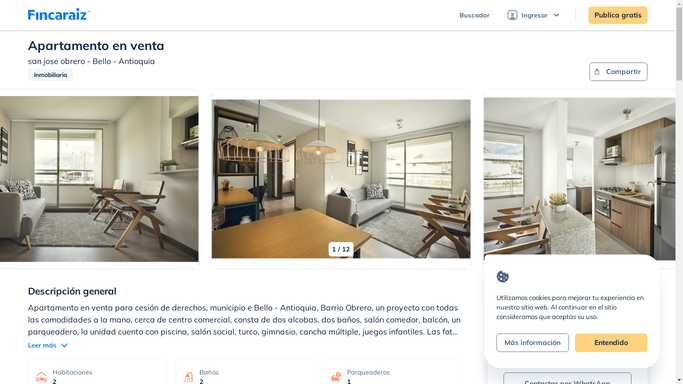 Fincaraiz
Buscador
Ingresar
Publica gratis
Apartamento en venta
san jose obrero - Bello - Antioquia
Inmobiliaria
Compartir
1 / 12
Descripción general
Apartamento en venta para cesión de derechos, municipio e Bello - Antioquia, Barrio Obrero, un proyecto con todas
las comodidades a la mano, cerca de centro comercial, consta de dos alcobas, dos baños, salón comedor, balcón, un
parqueadero, la unidad cuenta con piscina, salón social, turco, gimnasio, cancha múltiple, juegos infantiles. Las fot...
Leer más
Habitaciones
2
Baños
2
Parqueaderos
1
Utilizamos cookies para mejorar tu experiencia en
nuestro sitio web. Al continuar en el sitio
consideramos que aceptas su uso.
Más información
Entendido
Contactar por WhatsApp